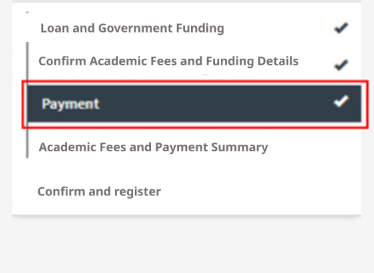 Loan and Government Funding
Confirm Academic Fees and Funding Details
Payment
Academic Fees and Payment Summary
Confirm and register